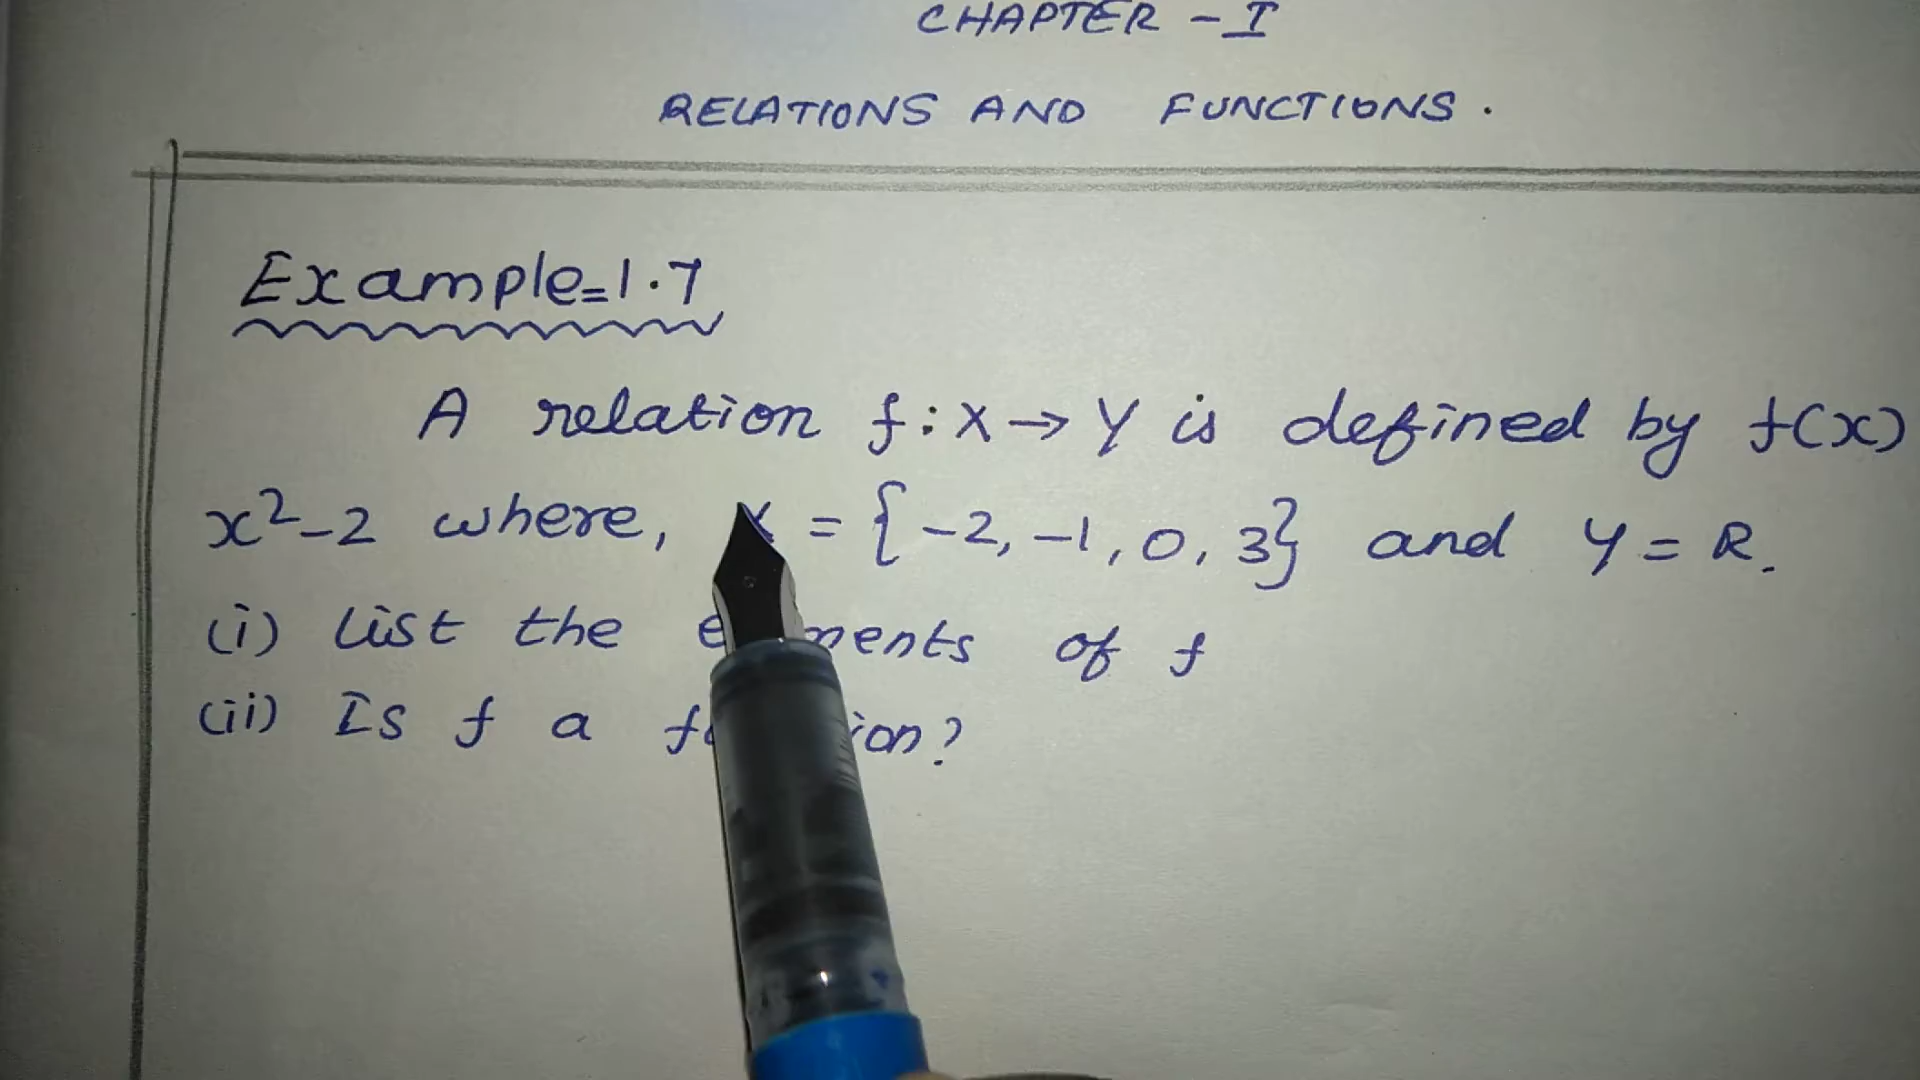 CHAPTER - I
RELATIONS AND FUNCTIONS.
Example=1.7
A relation f:X→Y is defined by f(x)
x²-2 where, = {-2,-1,0,3} and Y = R.
(i) List the of f
(ii) Is f a ?